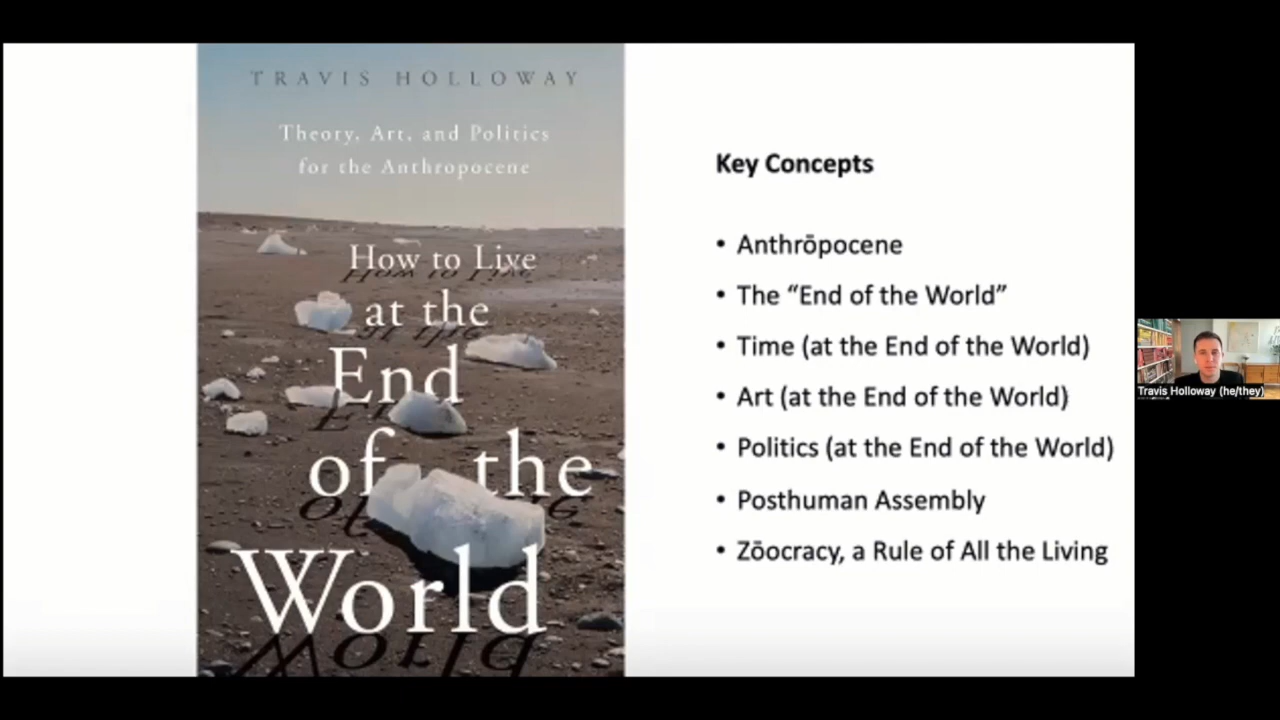 TRAVIS HOLLOWAY
Theory, Art, and Politics
for the Anthropocene
How to Live
at the
End
of the
World
Key Concepts
• Anthrōpocene
• The “End of the World”
• Time (at the End of the World)
• Art (at the End of the World)
• Politics (at the End of the World)
• Posthuman Assembly
• Zōocracy, a Rule of All the Living
Travis Holloway (he/they)